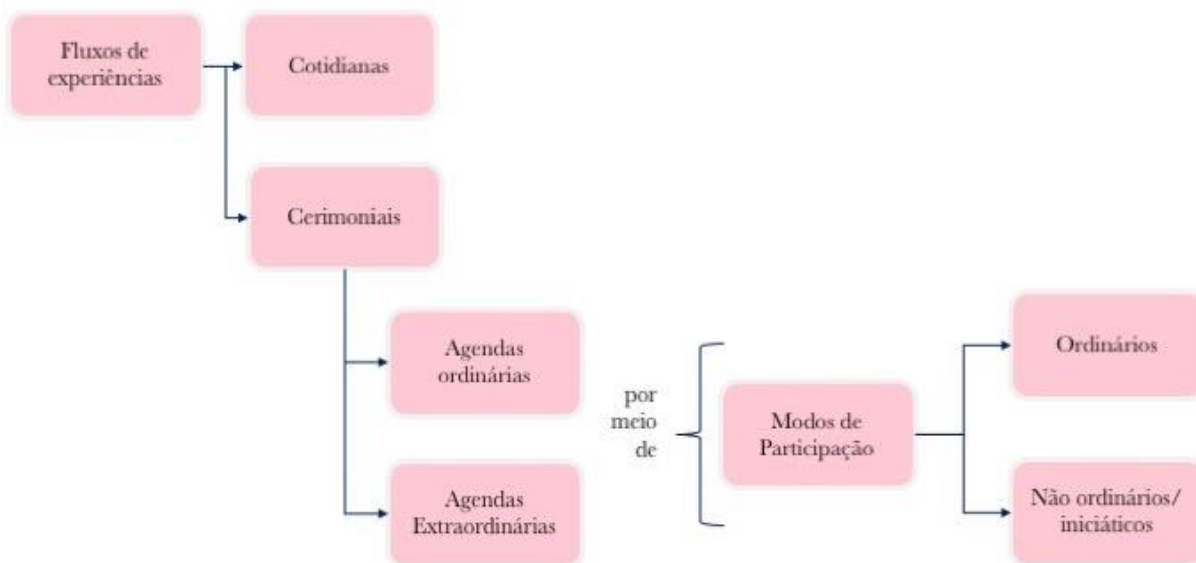 Fluxos de
experiências
Cotidianas
Cerimoniais
Agendas
ordinárias
Agendas
Extraordinárias
por
meio
de
Modos de
Participação
Ordinários
Não ordinários/
iniciáticos